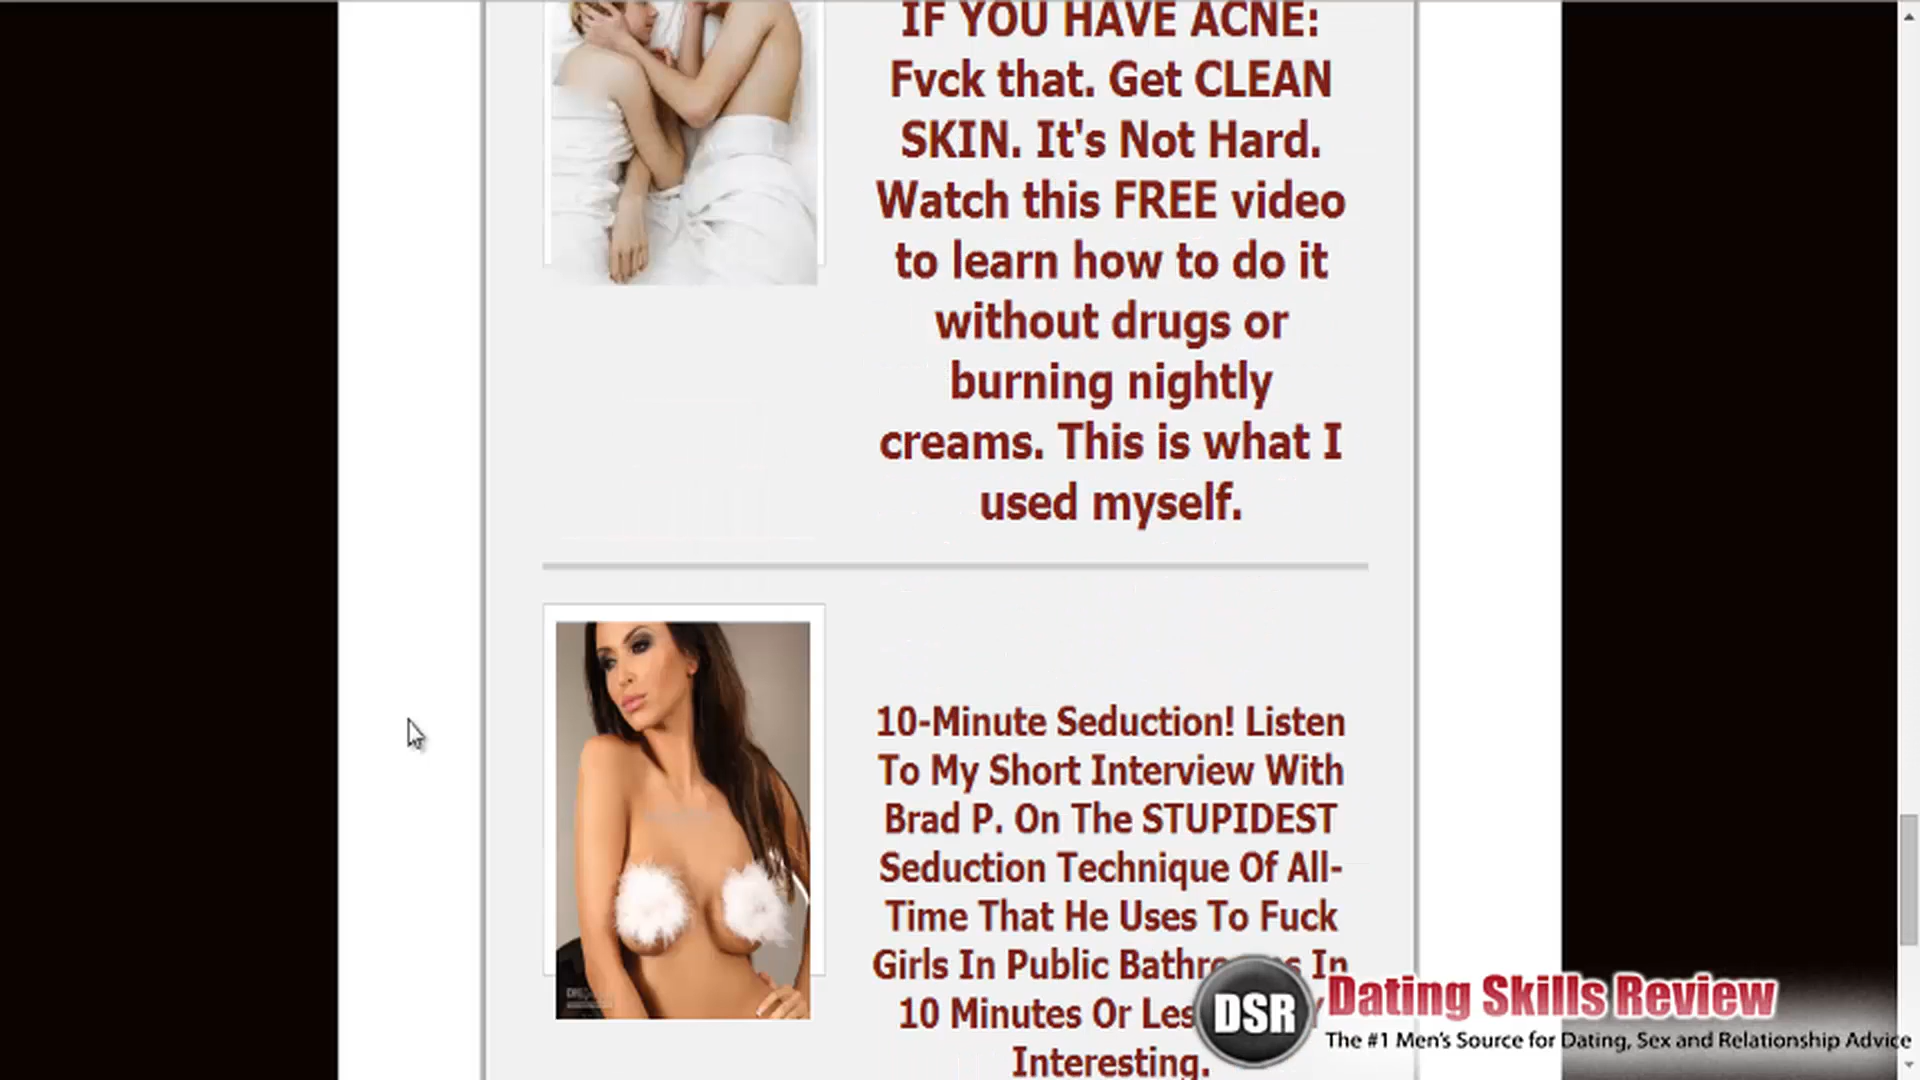 IF YOU HAVE ACNE:
Fvck that. Get CLEAN
SKIN. It's Not Hard.
Watch this FREE video
to learn how to do it
without drugs or
burning nightly
creams. This is what I
used myself.
10-Minute Seduction! Listen
To My Short Interview With
Brad P. On The STUPIDEST
Seduction Technique Of All-
Time That He Uses To Fuck
Girls In Public In
10 Minutes Or
Interesting.
DSR
Dating Skills Review
The #1 Men's Source for Dating, Sex and Relationship Advice